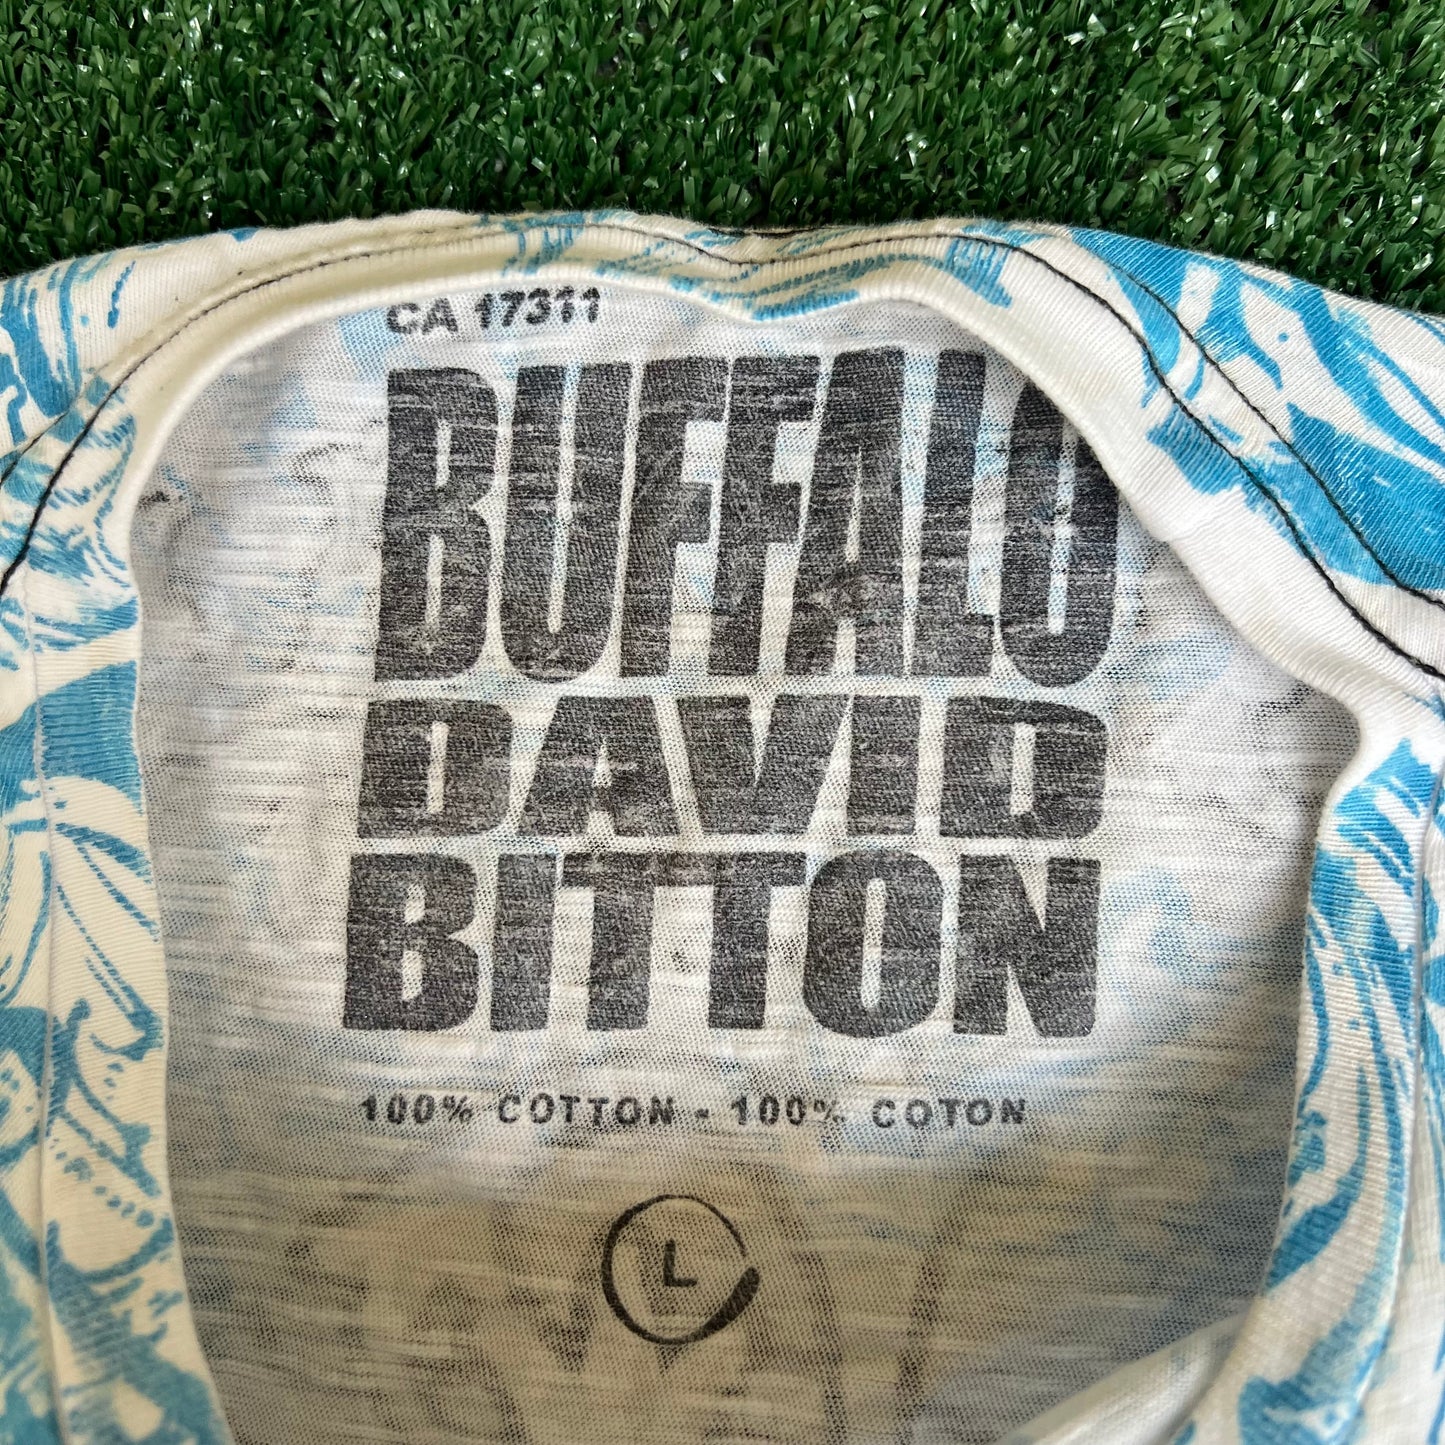 CA 17311
BUFFALO
DAVID
BITTON
100% COTTON - 100% COTON
L